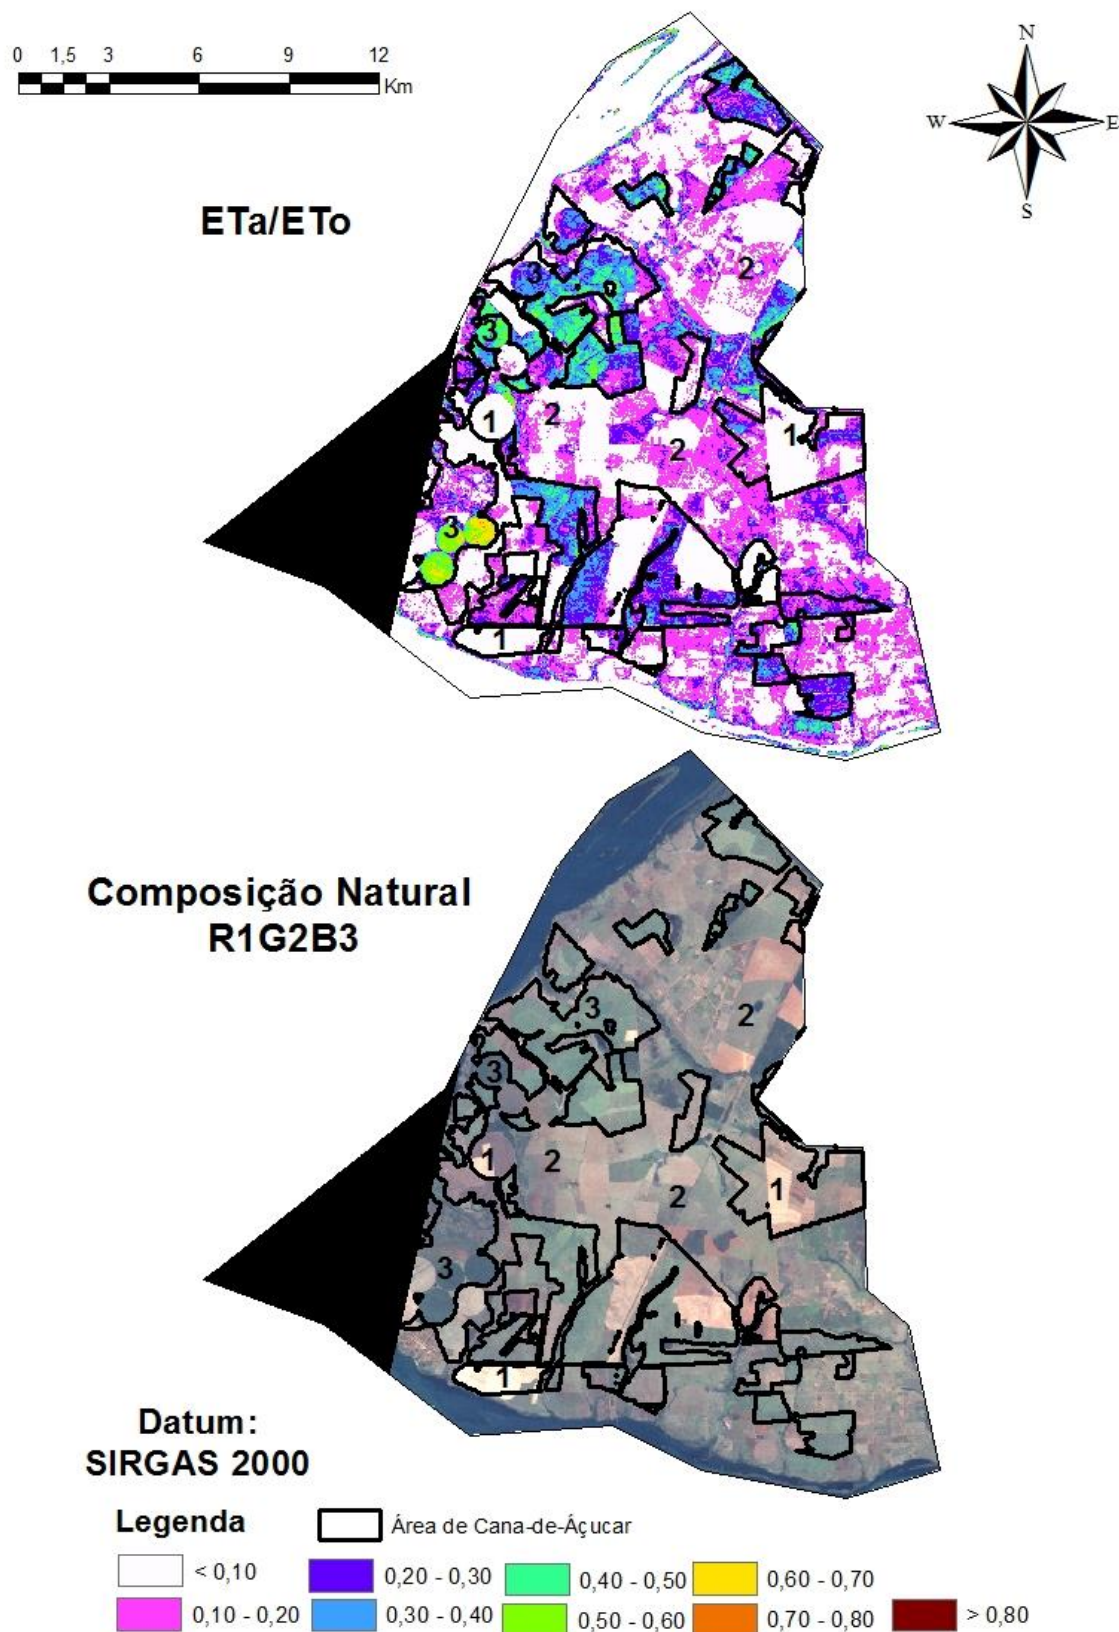 0 1,5 3 6 9 12
Km
N
W E
S
ETa/ETo
2
3
3
1
2
2
1
3
1
Composição Natural
R1G2B3
3
2
3
1
2
2
1
3
1
Datum:
SIRGAS 2000
Legenda
Área de Cana-de-Áçucar
< 0,10
0,20 - 0,30
0,40 - 0,50
0,60 - 0,70
0,10 - 0,20
0,30 - 0,40
0,50 - 0,60
0,70 - 0,80
> 0,80